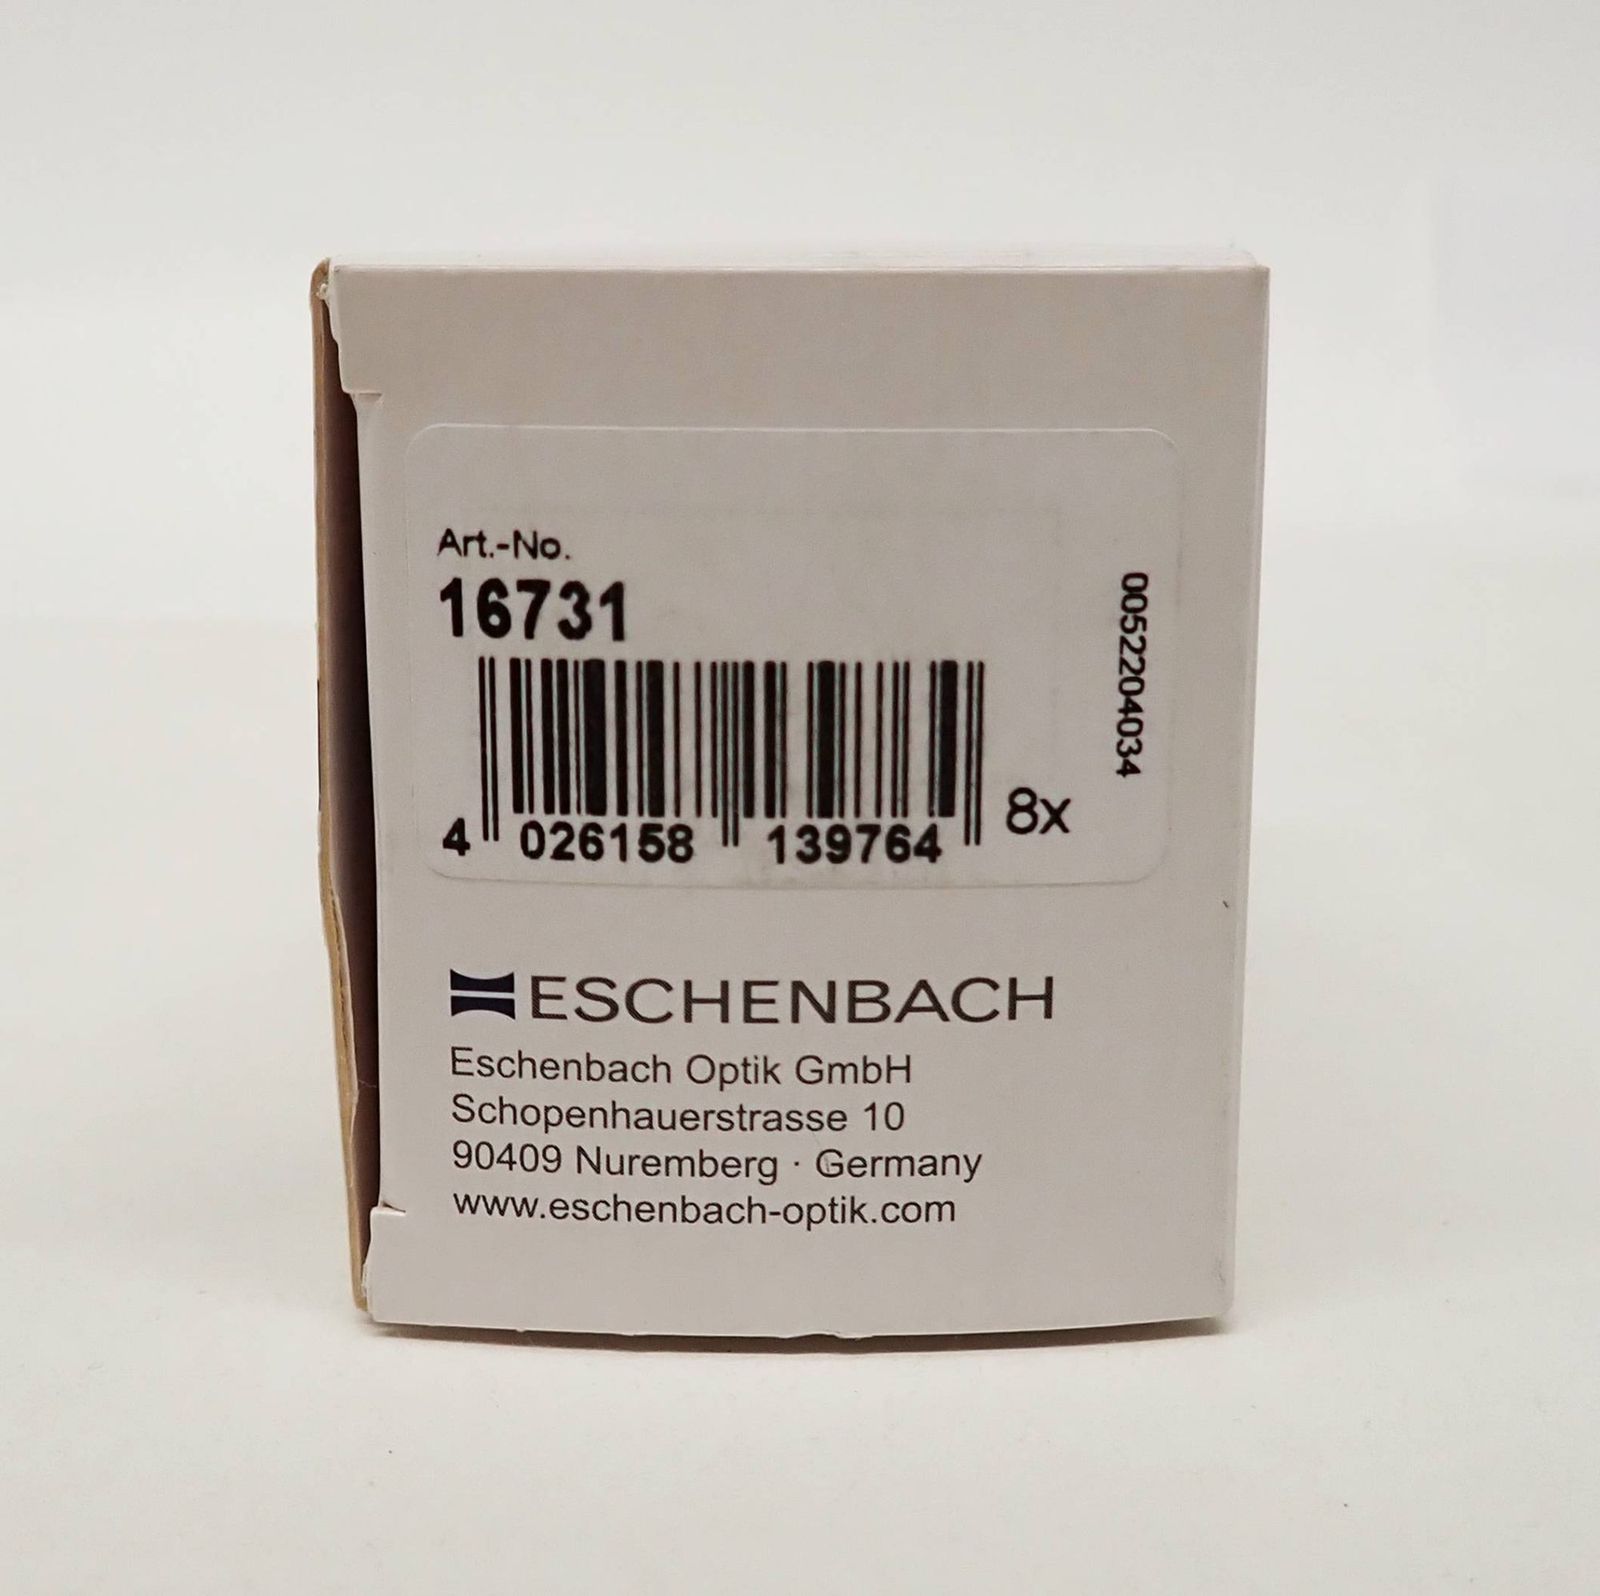 Art.-No.
16731
4 026158 139764
8x
0052204034
ESCHENBACH
Eschenbach Optik GmbH
Schopenhauerstrasse 10
90409 Nuremberg · Germany
www.eschenbach-optik.com